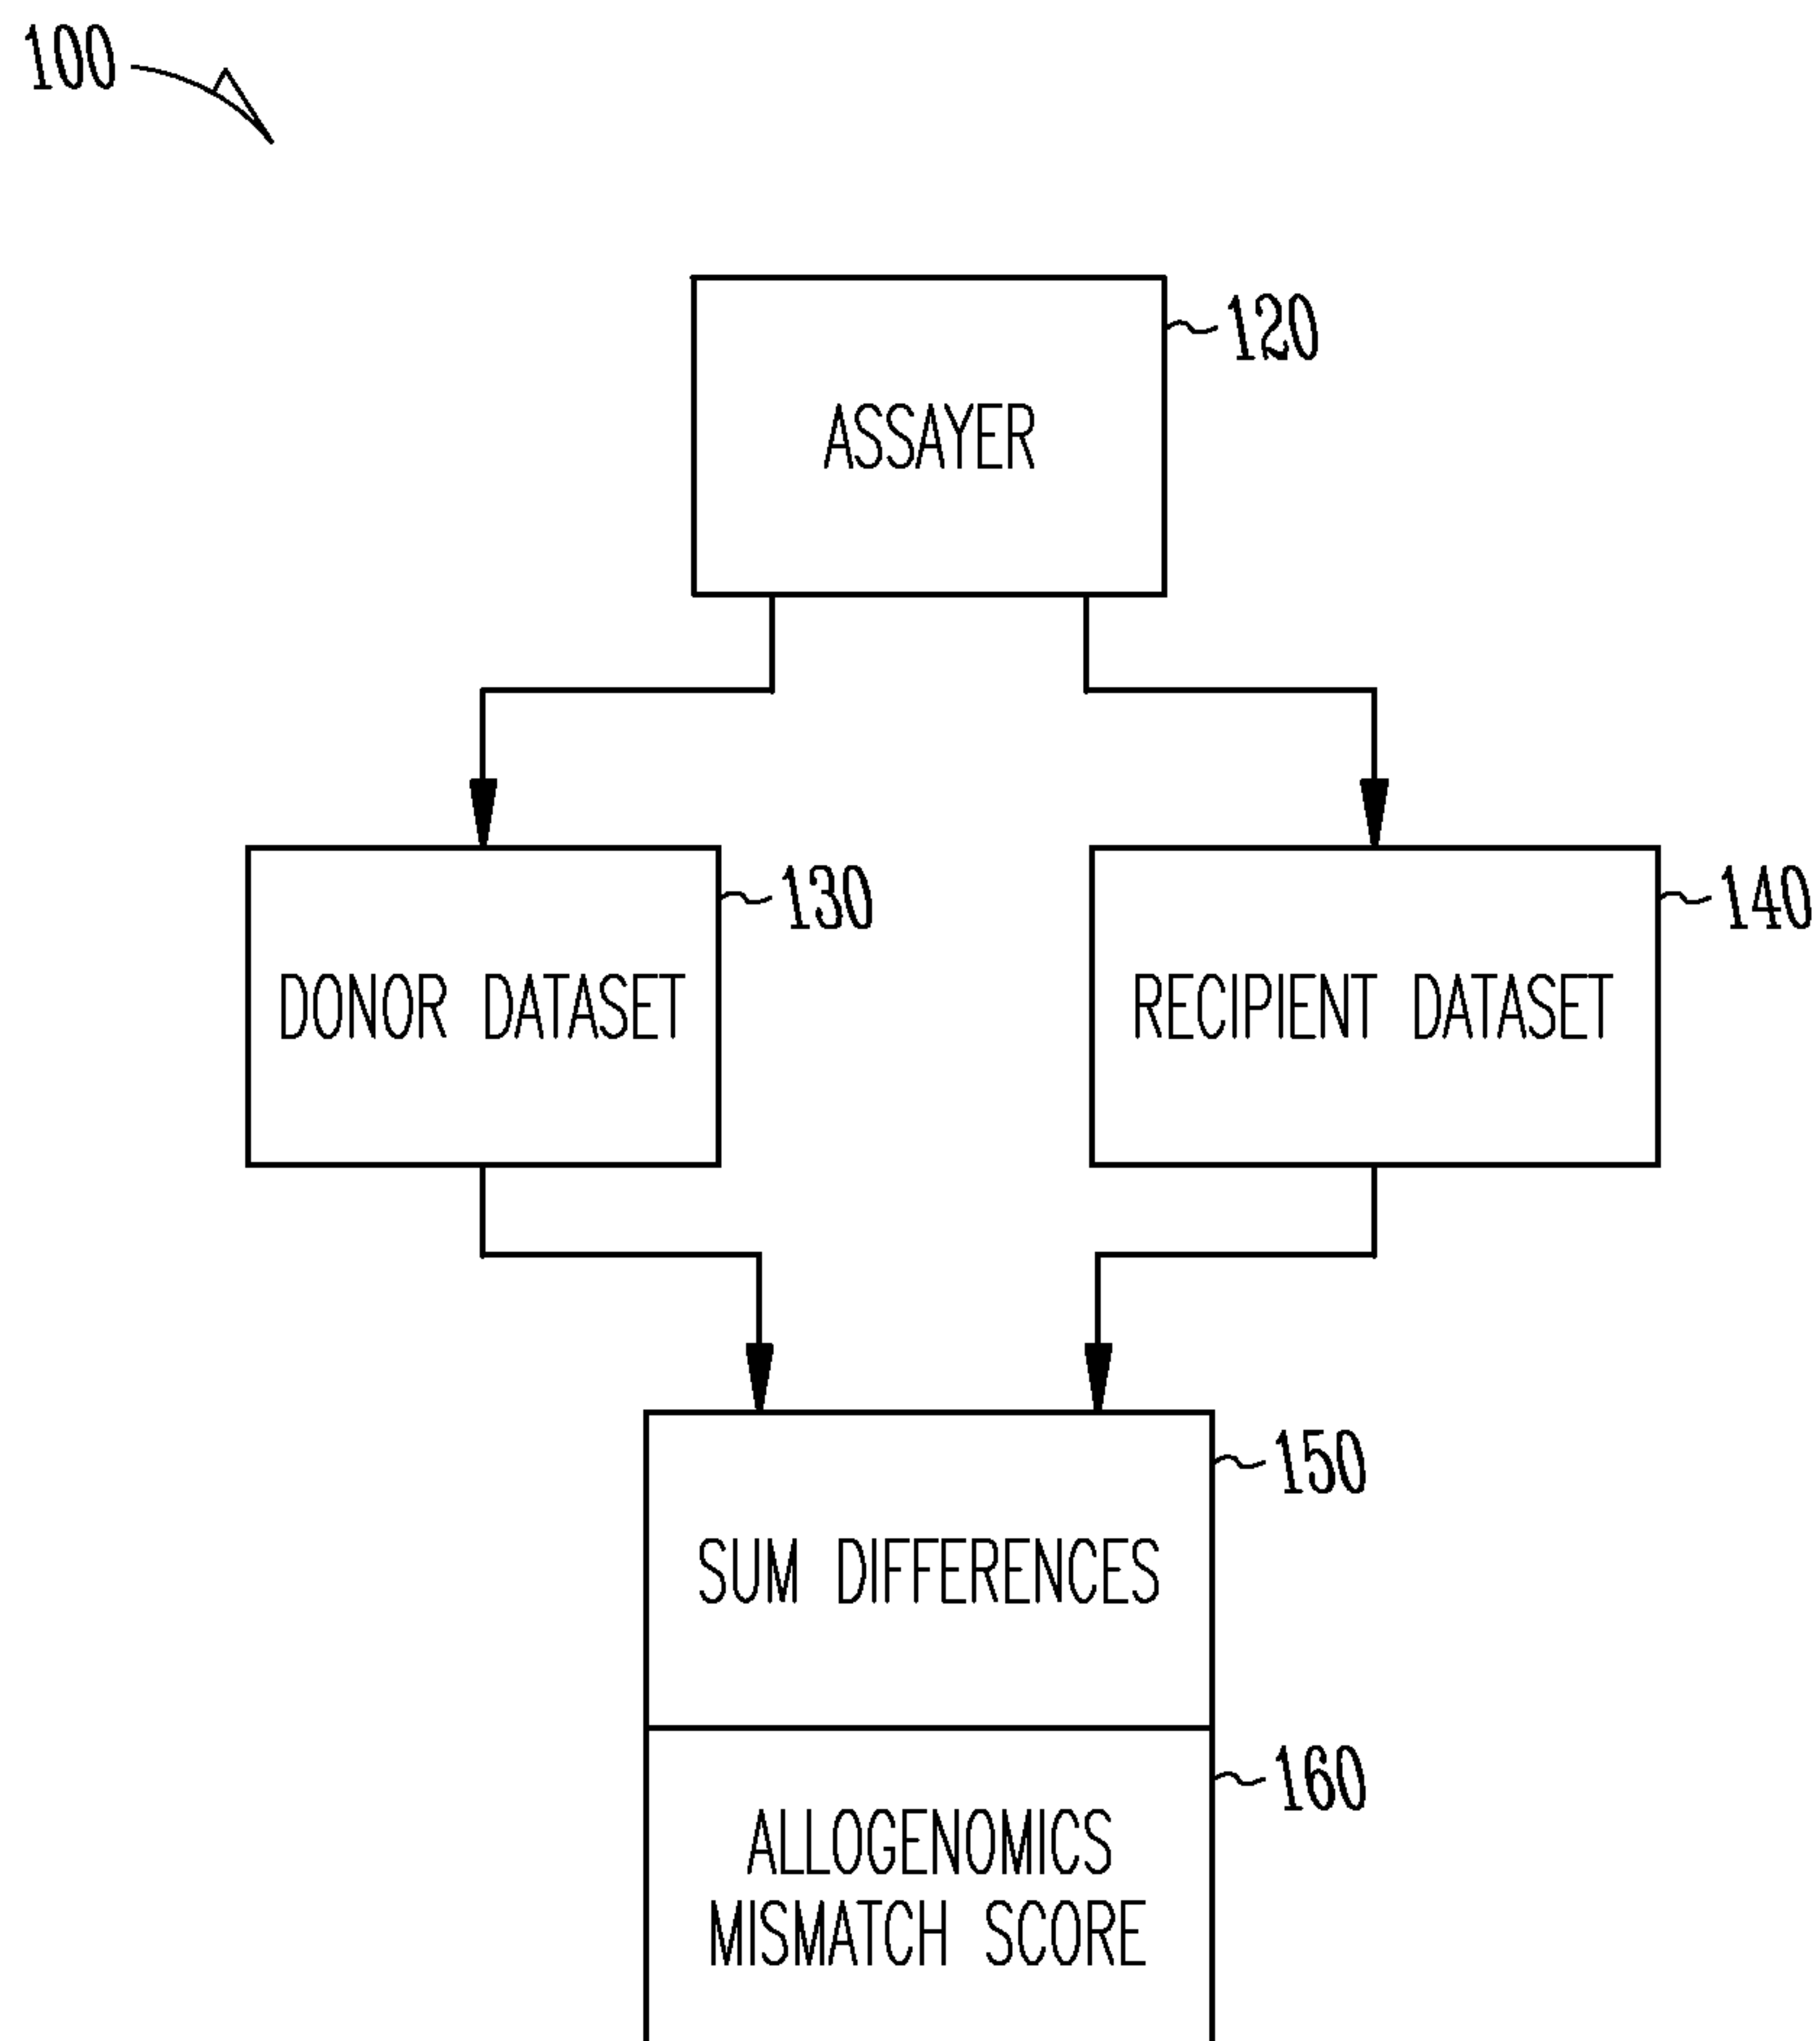 100
120
ASSAYER
130
140
DONOR DATASET
RECIPIENT DATASET
150
SUM DIFFERENCES
160
ALLOGENOMICS
MISMATCH SCORE